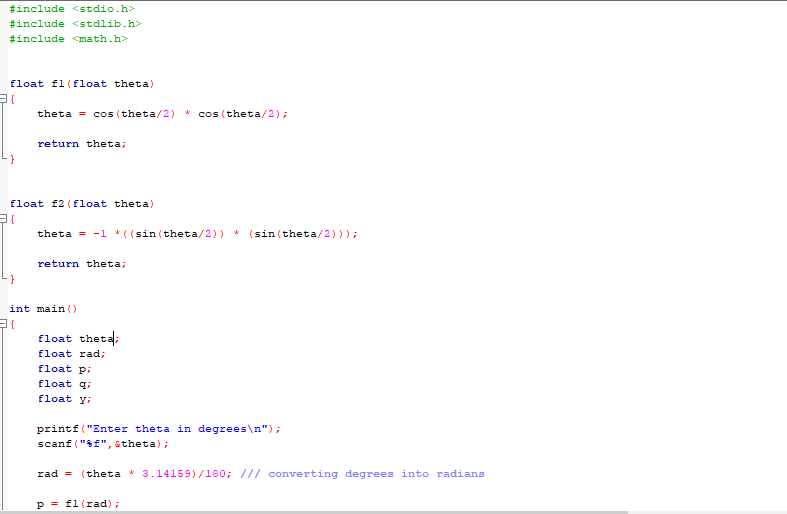 #include <stdio.h>
#include <stdlib.h>
#include <math.h>
float f1(float theta)
{
theta = cos(theta/2) * cos(theta/2);
return theta;
}
float f2(float theta)
{
theta = -1 *((sin(theta/2)) * (sin(theta/2)));
return theta;
}
int main()
{
float theta;
float rad;
float p;
float q;
float y;
printf("Enter theta in degrees\n");
scanf("%f",&theta);
rad = (theta * 3.14159)/180; /// converting degrees into radians
p = f1(rad);